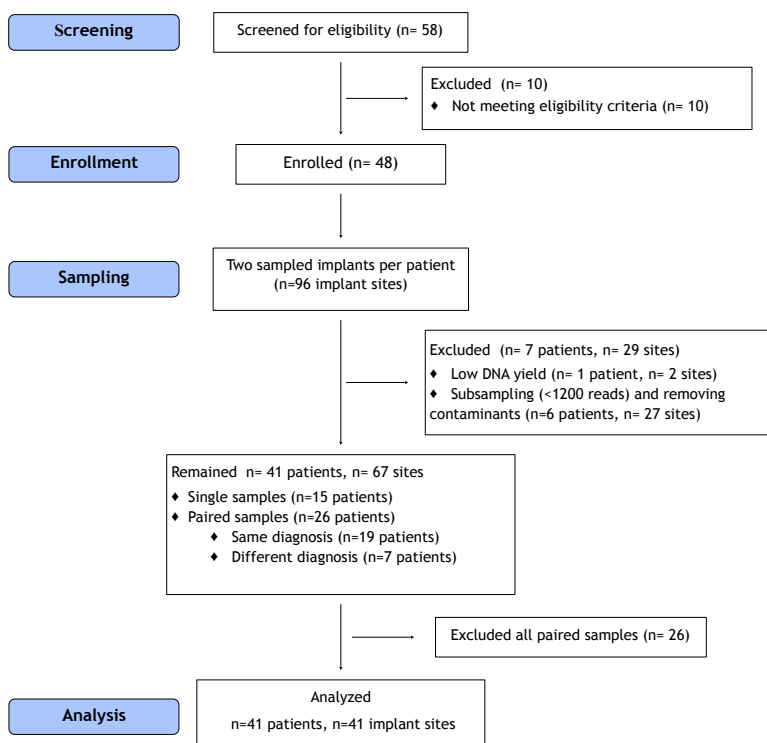 Screening
Screened for eligibility (n= 58)
Excluded (n= 10)
♦ Not meeting eligibility criteria (n= 10)
Enrollment
Enrolled (n= 48)
Sampling
Two sampled implants per patient
(n=96 implant sites)
Excluded (n= 7 patients, n= 29 sites)
♦ Low DNA yield (n= 1 patient, n= 2 sites)
♦ Subsampling (<1200 reads) and removing
contaminants (n=6 patients, n= 27 sites)
Remained n= 41 patients, n= 67 sites
♦ Single samples (n=15 patients)
♦ Paired samples (n=26 patients)
♦ Same diagnosis (n=19 patients)
♦ Different diagnosis (n=7 patients)
Excluded all paired samples (n= 26)
Analysis
Analyzed
n=41 patients, n=41 implant sites